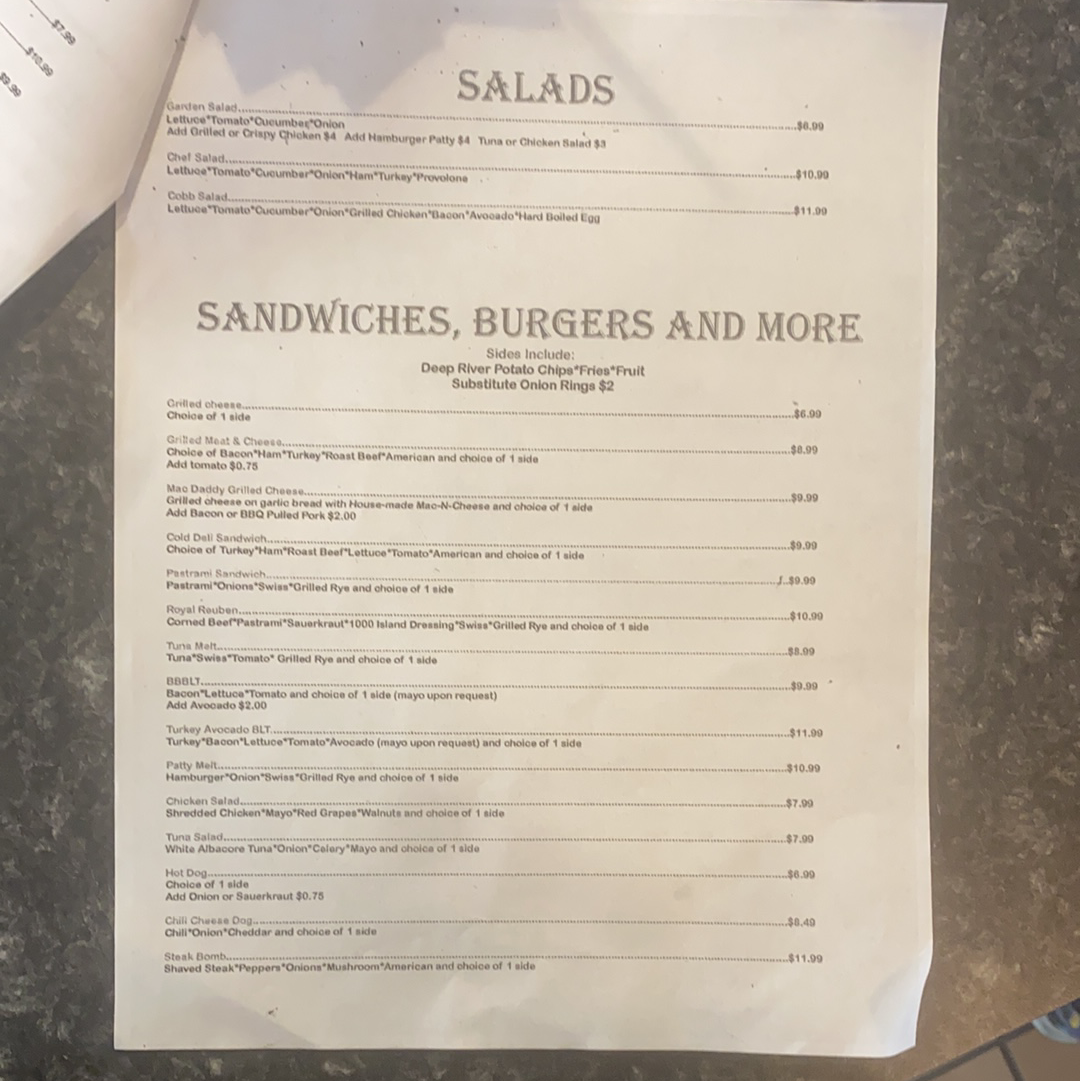 $7.99
$10.99
$9.99
SALADS
Garden Salad.....$6.99
Lettuce*Tomato*Cucumber*Onion
Add Grilled or Crispy Chicken $4 Add Hamburger Patty $4 Tuna or Chicken Salad $3
Chef Salad.....$10.99
Lettuce*Tomato*Cucumber*Onion*Ham*Turkey*Provolone
Cobb Salad.....$11.99
Lettuce*Tomato*Cucumber*Onion*Grilled Chicken*Bacon*Avocado*Hard Boiled Egg
SANDWICHES, BURGERS AND MORE
Sides Include:
Deep River Potato Chips*Fries*Fruit
Substitute Onion Rings $2
Grilled cheese.....$6.99
Choice of 1 side
Grilled Meat & Cheese.....$8.99
Choice of Bacon*Ham*Turkey*Roast Beef*American and choice of 1 side
Add tomato $0.75
Mac Daddy Grilled Cheese.....$9.99
Grilled cheese on garlic bread with House-made Mac-N-Cheese and choice of 1 side
Add Bacon or BBQ Pulled Pork $2.00
Cold Deli Sandwich.....$9.99
Choice of Turkey*Ham*Roast Beef*Lettuce*Tomato*American and choice of 1 side
Pastrami Sandwich.....$9.99
Pastrami*Onions*Swiss*Grilled Rye and choice of 1 side
Royal Reuben.....$10.99
Corned Beef*Pastrami*Sauerkraut*1000 Island Dressing*Swiss*Grilled Rye and choice of 1 side
Tuna Melt.....$8.99
Tuna*Swiss*Tomato* Grilled Rye and choice of 1 side
BBBLT.....$9.99
Bacon*Lettuce*Tomato and choice of 1 side (mayo upon request)
Add Avocado $2.00
Turkey Avocado BLT.....$11.99
Turkey*Bacon*Lettuce*Tomato*Avocado (mayo upon request) and choice of 1 side
Patty Melt.....$10.99
Hamburger*Onion*Swiss*Grilled Rye and choice of 1 side
Chicken Salad.....$7.99
Shredded Chicken*Mayo*Red Grapes*Walnuts and choice of 1 side
Tuna Salad.....$7.99
White Albacore Tuna*Onion*Celery*Mayo and choice of 1 side
Hot Dog.....$6.99
Choice of 1 side
Add Onion or Sauerkraut $0.75
Chili Cheese Dog.....$8.49
Chili*Onion*Cheddar and choice of 1 side
Steak Bomb.....$11.99
Shaved Steak*Peppers*Onions*Mushroom*American and choice of 1 side